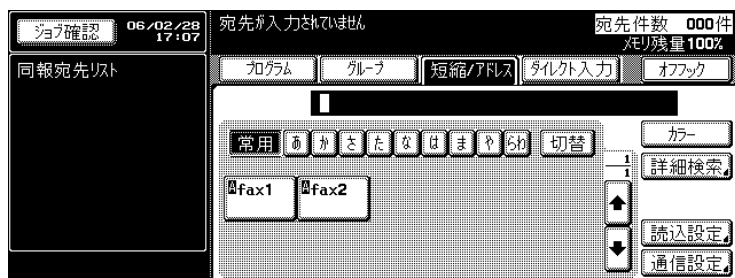 ジョブ確認 06/02/28 17:07
宛先が入力されていません
宛先件数 000件
メモリ残量100%
同報宛先リスト
プログラム グループ 短縮/アドレス ダイレクト入力 オフフック
常用 あ か さ た な は ま や らわ 切替
カラー
1/1
詳細検索
A fax1 A fax2
読込設定
通信設定